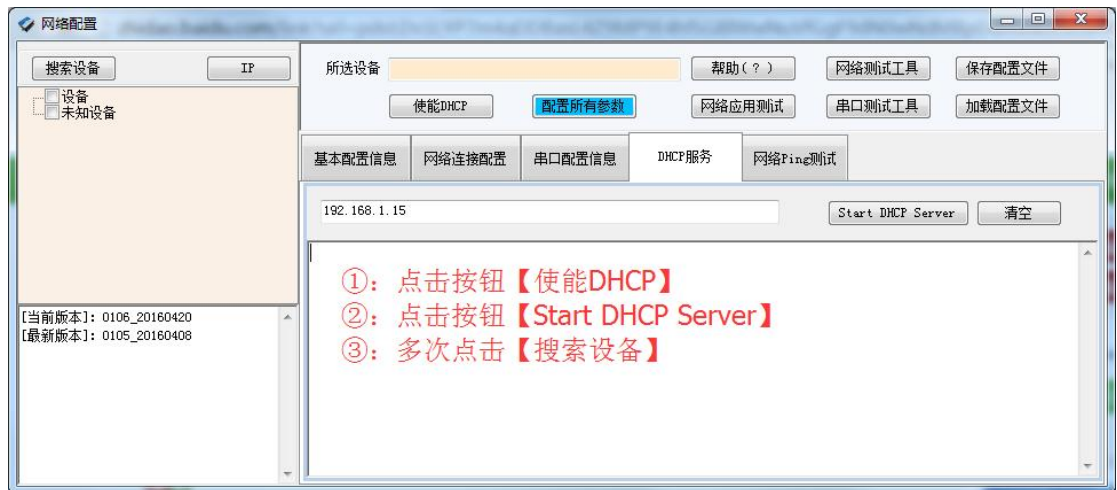 网络配置
搜索设备
IP
设备
未知设备
[当前版本]: 0106_20160420
[最新版本]: 0105_20160408
所选设备
帮助(?)
网络测试工具
保存配置文件
使能DHCP
配置所有参数
网络应用测试
串口测试工具
加载配置文件
基本配置信息
网络连接配置
串口配置信息
DHCP服务
网络Ping测试
192.168.1.15
Start DHCP Server
清空
①：点击按钮【使能DHCP】
②：点击按钮【Start DHCP Server】
③：多次点击【搜索设备】